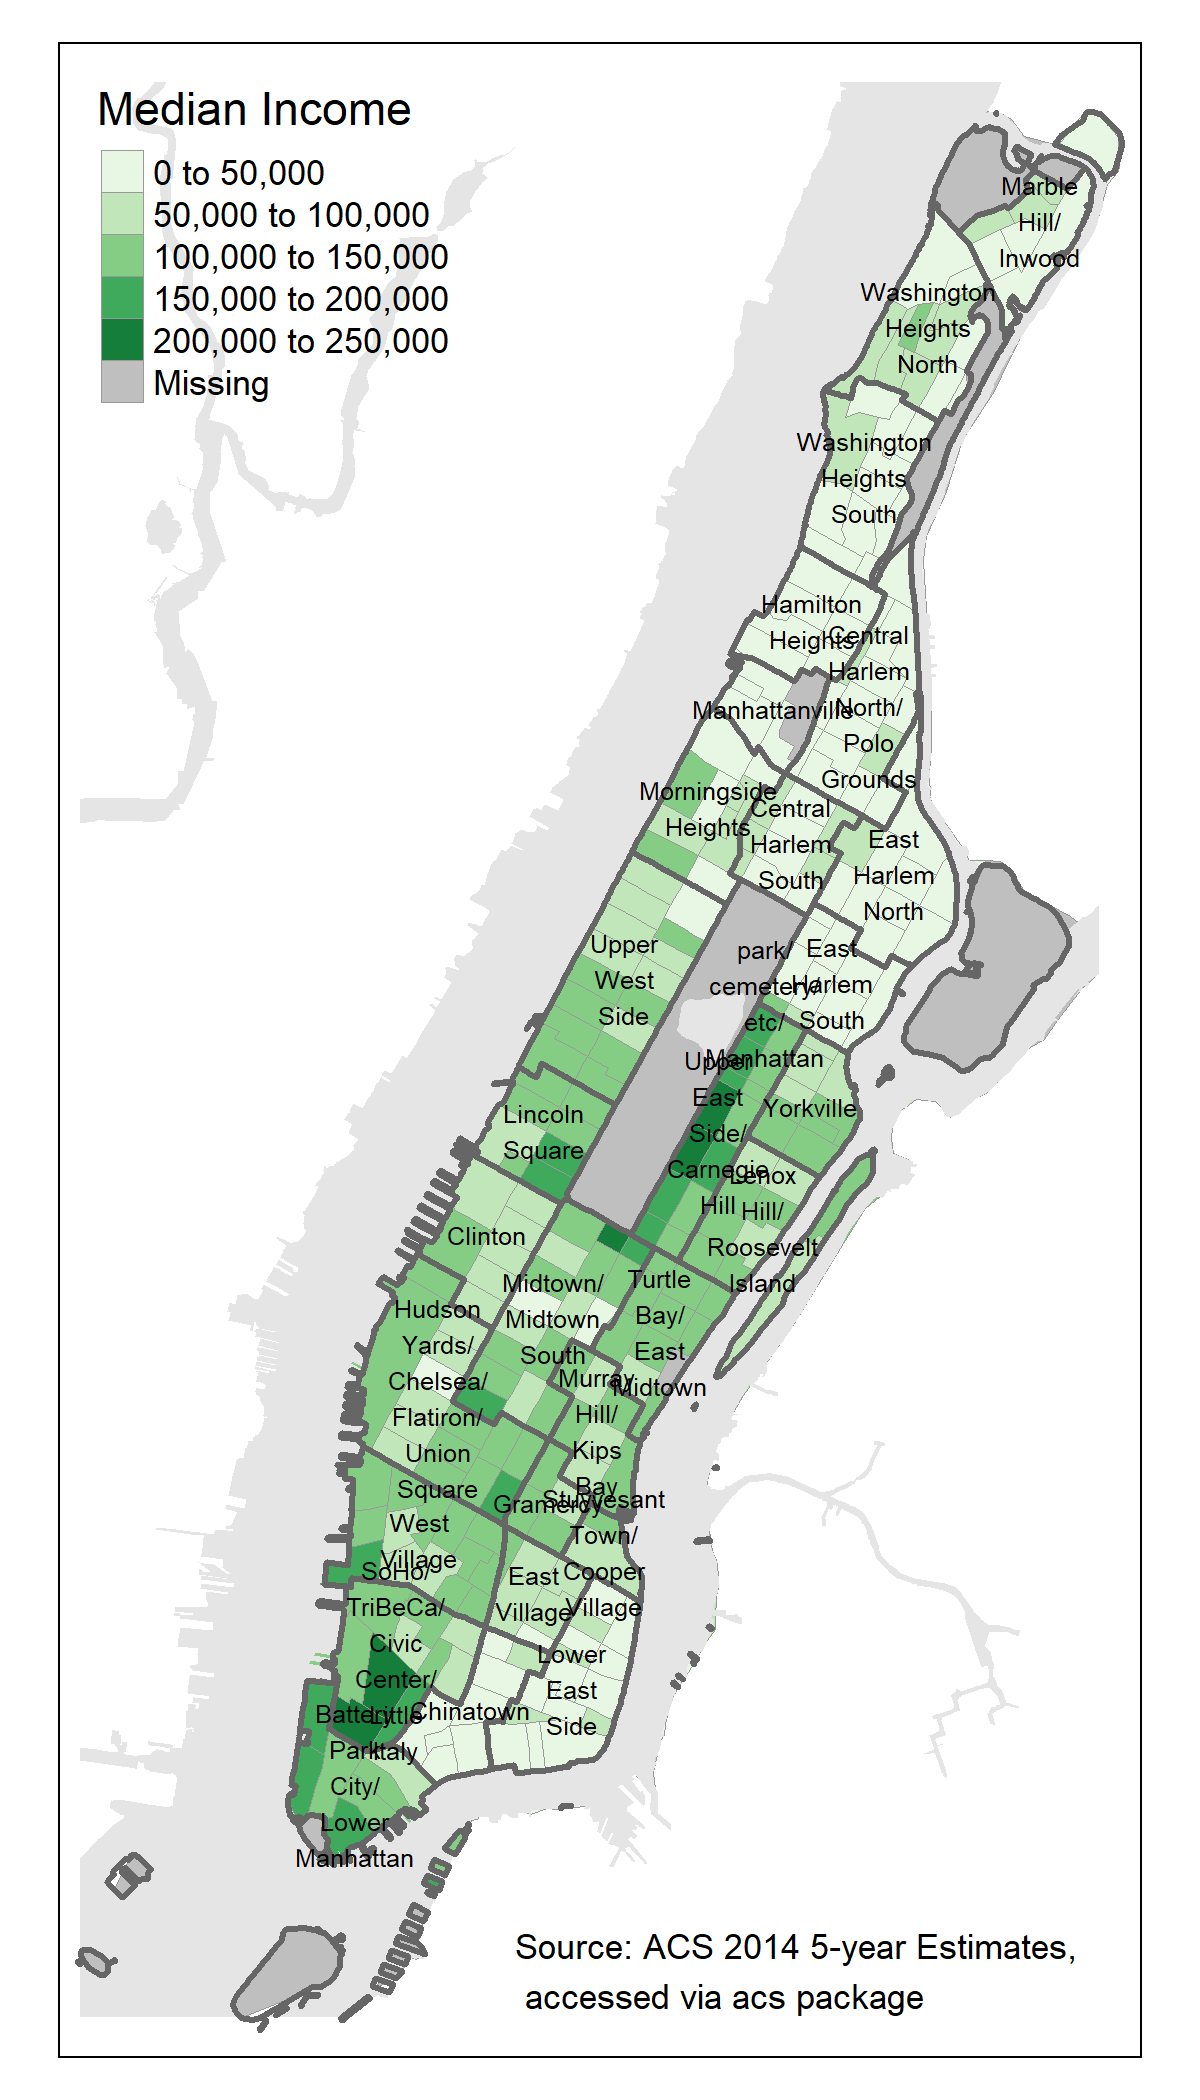 Median Income
0 to 50,000
50,000 to 100,000
100,000 to 150,000
150,000 to 200,000
200,000 to 250,000
Missing
Marble
Hill/
Inwood
Washington
Heights
North
Washington
Heights
South
Hamilton
Heights
Central
Harlem
North/
Polo
Grounds
Manhattanville
Morningside
Heights
Central
Harlem
South
East
Harlem
North
Upper
West
Side
park/
cemetery/
etc/
Manhattan
East
Harlem
South
Upper
East
Side/
Carnegie
Hill
Yorkville
Lincoln
Square
Lenox
Hill/
Roosevelt
Island
Clinton
Midtown/
Midtown
South
Turtle
Bay/
East
Midtown
Hudson
Yards/
Chelsea/
Flatiron/
Union
Square
Murray
Hill/
Kips
Bay
Gramercy
Stuyvesant
Town/
Cooper
Village
West
Village
East
Village
SoHo/
TriBeCa/
Civic
Center/
Little
Italy
Lower
East
Side
Chinatown
Battery
Park
City/
Lower
Manhattan
Source: ACS 2014 5-year Estimates,
accessed via acs package